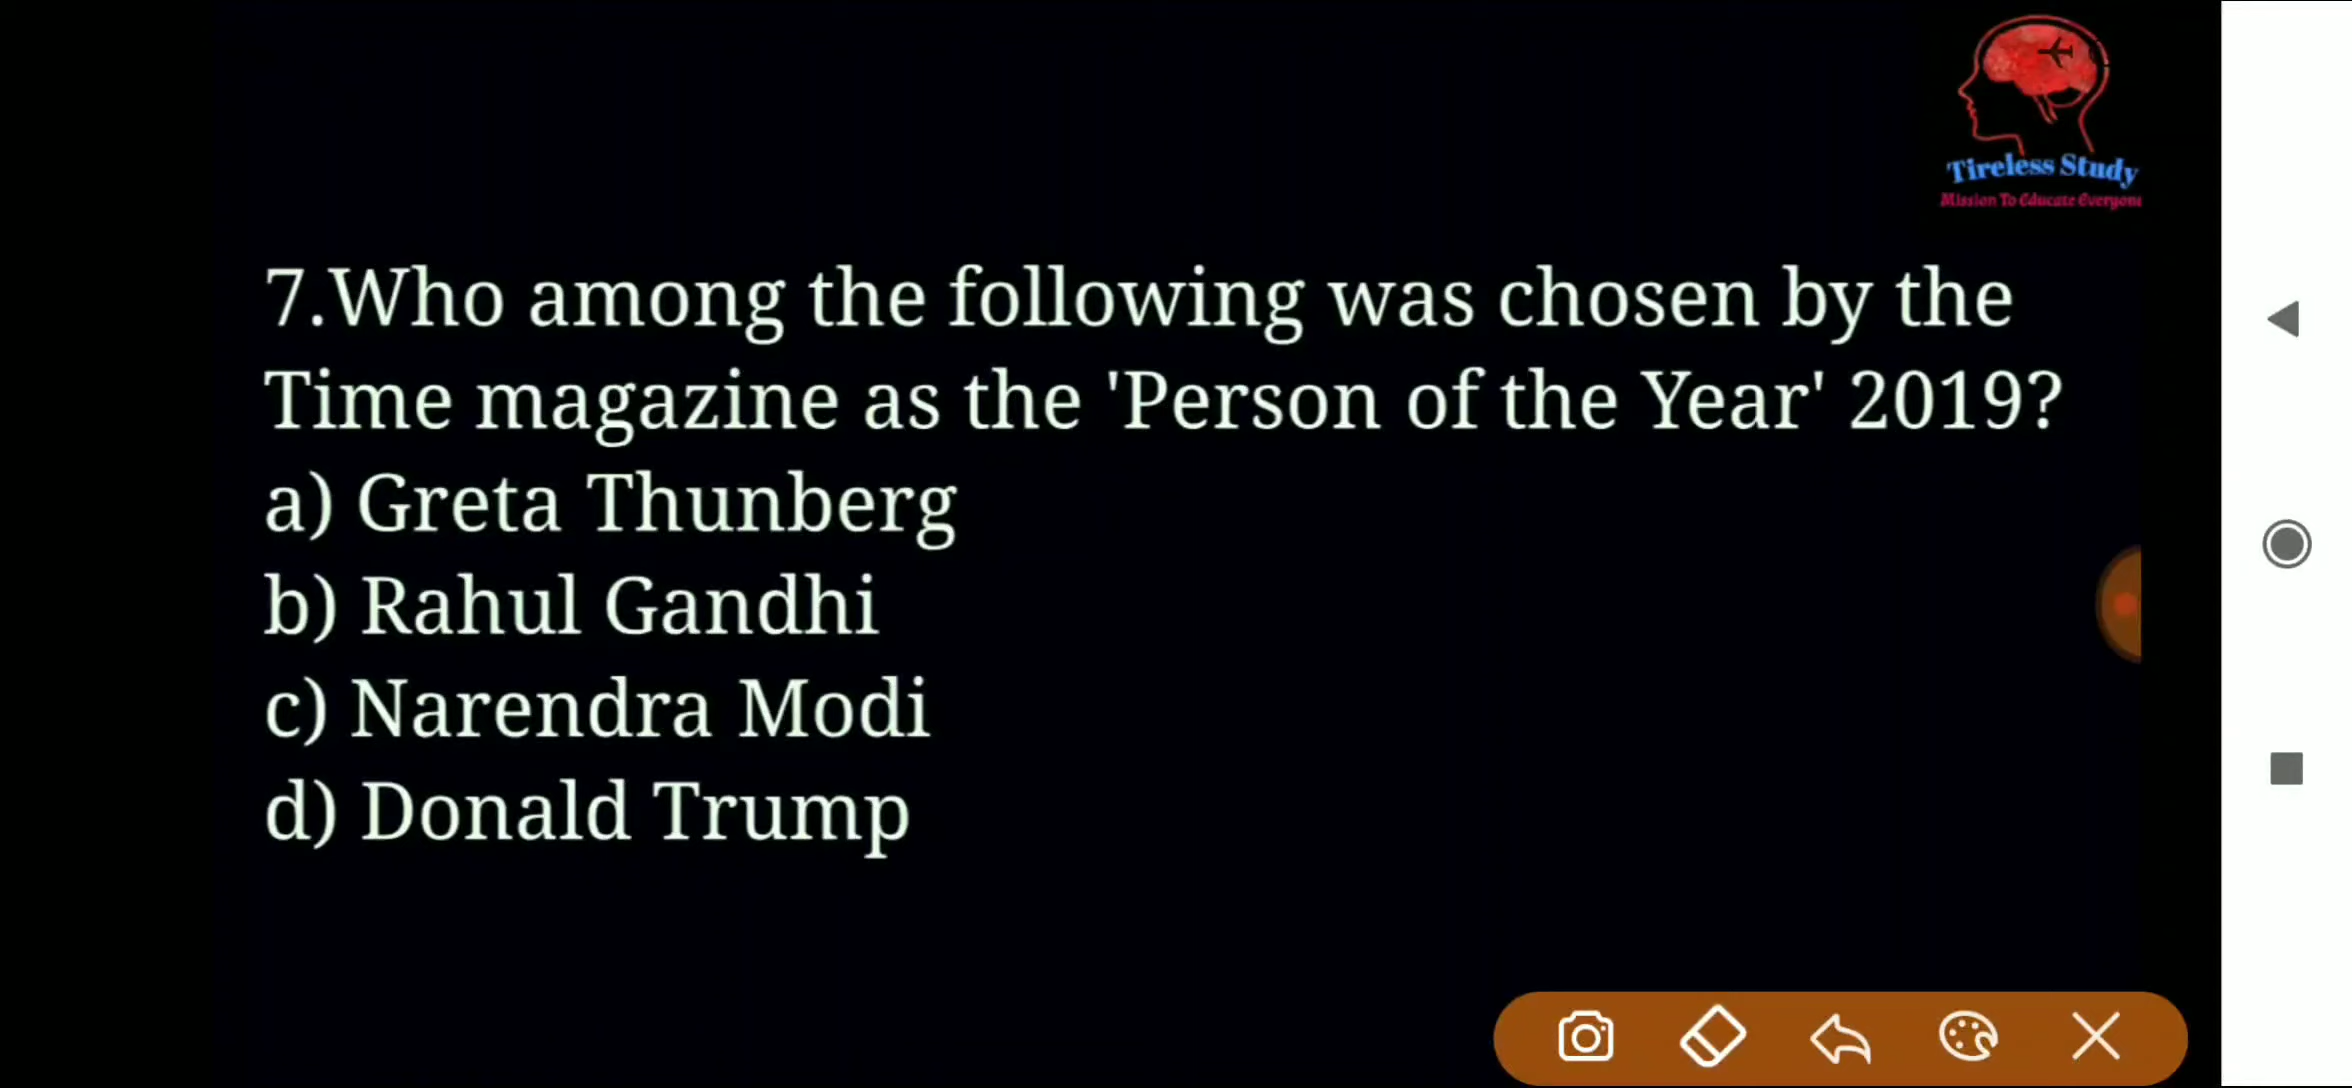 Tireless Study
Mission To Educate Everyone
7.Who among the following was chosen by the
Time magazine as the 'Person of the Year' 2019?
a) Greta Thunberg
b) Rahul Gandhi
c) Narendra Modi
d) Donald Trump